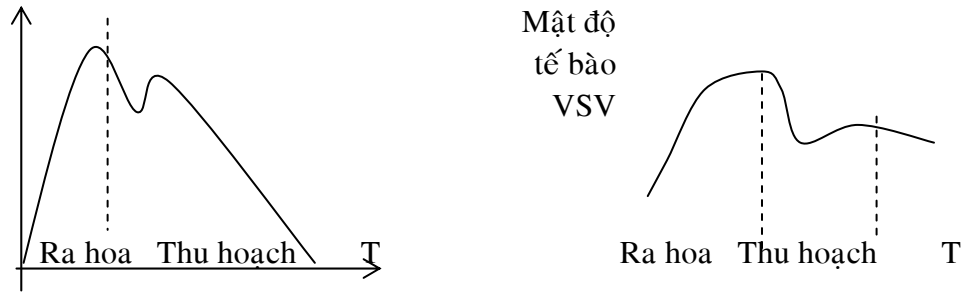 Mật độ
tế bào
VSV
Ra hoa Thu hoạch T
Ra hoa Thu hoạch T